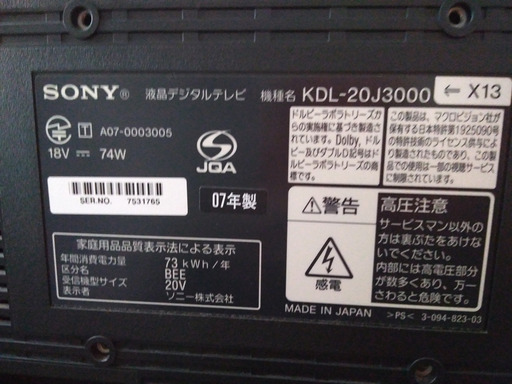 SONY® 液晶デジタルテレビ 機種名 KDL-20J3000 ← X13
T A07-0003005
18V ⎓ 74W
JQA
SER.NO. 7531765
07年製
ドルビーラボラトリーズか
らの実施権に基づき製造さ
れています。Dolby、ドル
ビー及びダブルD記号はド
ルビーラボラトリーズの商
標です。
この製品は、マクロビジョン社が
保有する日本特許第1925090号
の特許技術のライセンス供与によ
り製造されています。この製
品での使用は一部の視聴サービス
に制限されます。
家庭用品品質表示法による表示
年間消費電力量 73 kWh/年
区分名 BEE
受信機型サイズ 20V
ソニー株式会社
⚠警告
感電
高圧注意
サービスマン以外の
方は裏ぶたをあけな
いでください。
内部には高電圧部分
が数多くあり、万一
さわると危険です。
MADE IN JAPAN >PS< 3-094-823-03